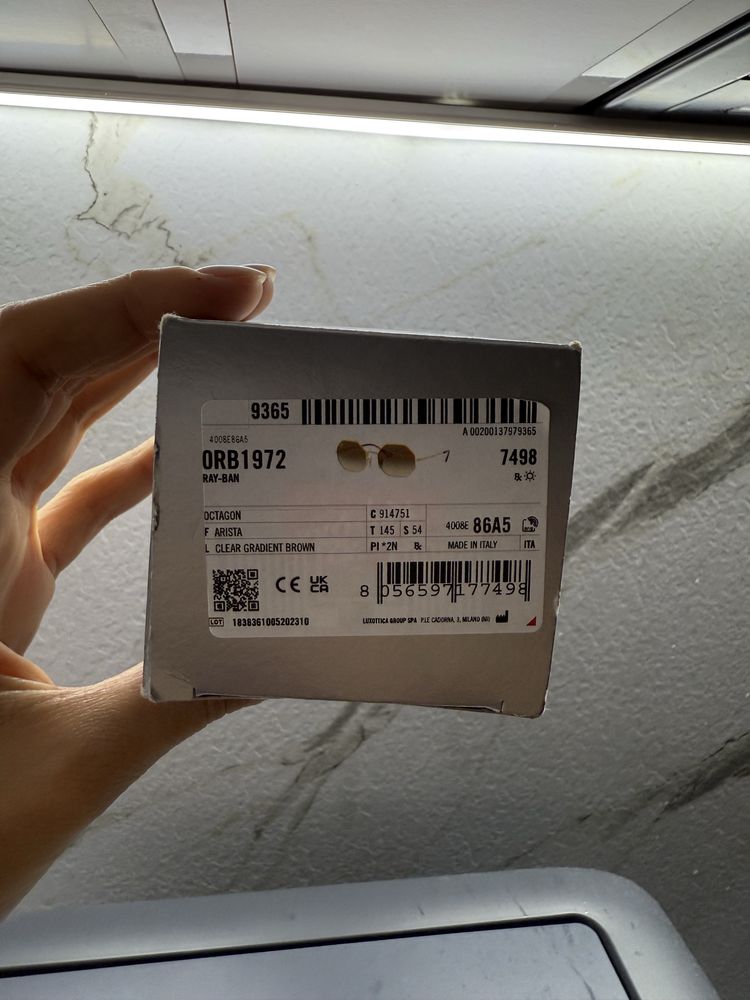 9365
A 00200137979365
4008E86A5
0RB1972
7498
RAY-BAN
OCTAGON
C 914751
F ARISTA
T 145 S 54
4008E 86A5
L CLEAR GRADIENT BROWN
PI *2N
MADE IN ITALY
ITA
CE UK CA
8 056597 177498
LOT 1838361005202310
LUXOTTICA GROUP SPA P.LE CADORNA, 3, MILANO (MI)